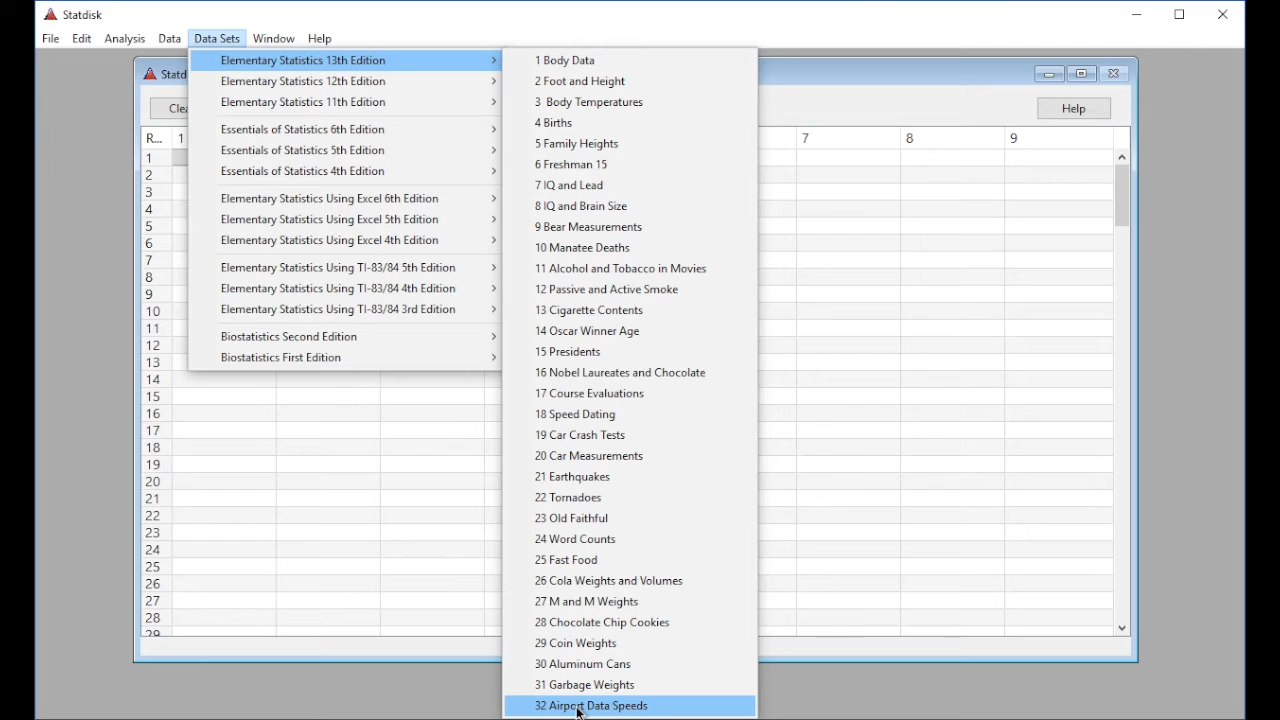 Statdisk
File Edit Analysis Data Data Sets Window Help
Elementary Statistics 13th Edition
Elementary Statistics 12th Edition
Elementary Statistics 11th Edition
Essentials of Statistics 6th Edition
Essentials of Statistics 5th Edition
Essentials of Statistics 4th Edition
Elementary Statistics Using Excel 6th Edition
Elementary Statistics Using Excel 5th Edition
Elementary Statistics Using Excel 4th Edition
Elementary Statistics Using TI-83/84 5th Edition
Elementary Statistics Using TI-83/84 4th Edition
Elementary Statistics Using TI-83/84 3rd Edition
Biostatistics Second Edition
Biostatistics First Edition
1 Body Data
2 Foot and Height
3 Body Temperatures
4 Births
5 Family Heights
6 Freshman 15
7 IQ and Lead
8 IQ and Brain Size
9 Bear Measurements
10 Manatee Deaths
11 Alcohol and Tobacco in Movies
12 Passive and Active Smoke
13 Cigarette Contents
14 Oscar Winner Age
15 Presidents
16 Nobel Laureates and Chocolate
17 Course Evaluations
18 Speed Dating
19 Car Crash Tests
20 Car Measurements
21 Earthquakes
22 Tornadoes
23 Old Faithful
24 Word Counts
25 Fast Food
26 Cola Weights and Volumes
27 M and M Weights
28 Chocolate Chip Cookies
29 Coin Weights
30 Aluminum Cans
31 Garbage Weights
32 Airport Data Speeds
Statd
Clea
Help
R... 1 7 8 9
1
2
3
4
5
6
7
8
9
10
11
12
13
14
15
16
17
18
19
20
21
22
23
24
25
26
27
28
29